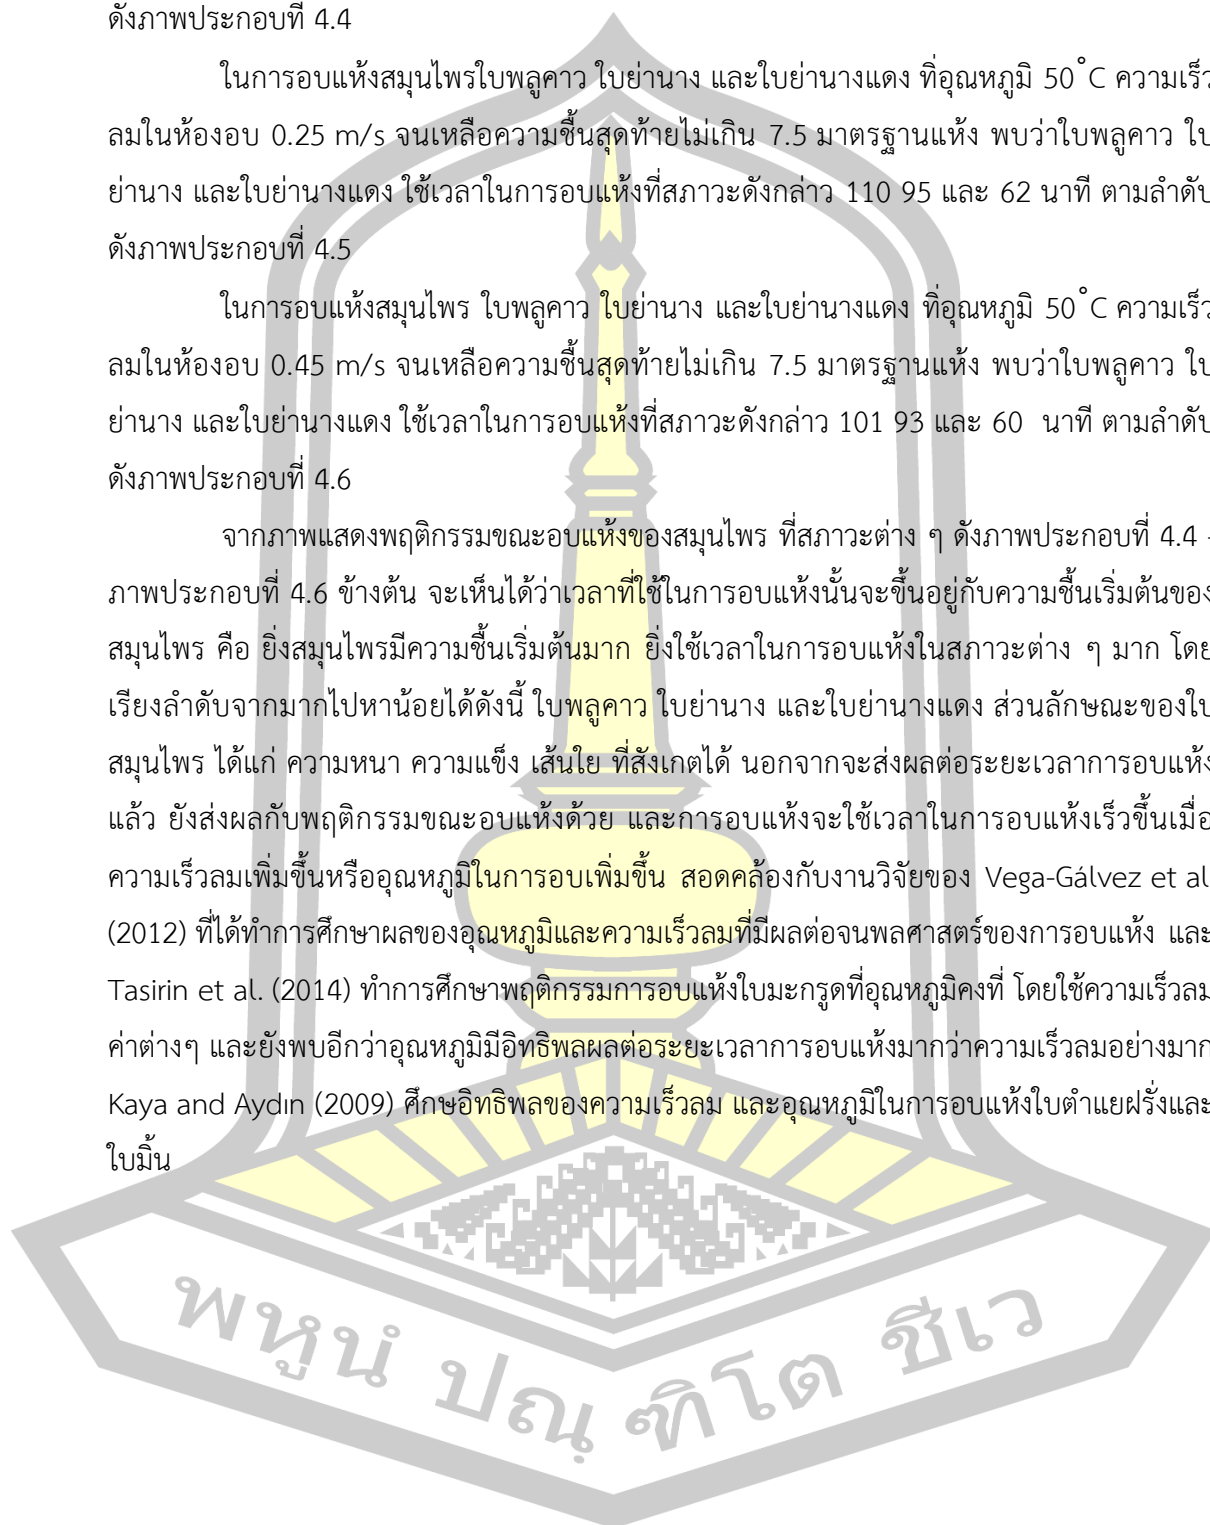 ดังภาพประกอบที่ 4.4
ในการอบแห้งสมุนไพรใบพลูคาว ใบย่านาง และใบย่านางแดง ที่อุณหภูมิ 50 ํC ความเร็ว
ลมในห้องอบ 0.25 m/s จนเหลือความชื้นสุดท้ายไม่เกิน 7.5 มาตรฐานแห้ง พบว่าใบพลูคาว ใบ
ย่านาง และใบย่านางแดง ใช้เวลาในการอบแห้งที่สภาวะดังกล่าว 110 95 และ 62 นาที ตามลำดับ
ดังภาพประกอบที่ 4.5
ในการอบแห้งสมุนไพร ใบพลูคาว ใบย่านาง และใบย่านางแดง ที่อุณหภูมิ 50 ํC ความเร็ว
ลมในห้องอบ 0.45 m/s จนเหลือความชื้นสุดท้ายไม่เกิน 7.5 มาตรฐานแห้ง พบว่าใบพลูคาว ใบ
ย่านาง และใบย่านางแดง ใช้เวลาในการอบแห้งที่สภาวะดังกล่าว 101 93 และ 60 นาที ตามลำดับ
ดังภาพประกอบที่ 4.6
จากภาพแสดงพฤติกรรมขณะอบแห้งของสมุนไพร ที่สภาวะต่าง ๆ ดังภาพประกอบที่ 4.4 -
ภาพประกอบที่ 4.6 ข้างต้น จะเห็นได้ว่าเวลาที่ใช้ในการอบแห้งนั้นจะขึ้นอยู่กับความชื้นเริ่มต้นของ
สมุนไพร คือ ยิ่งสมุนไพรมีความชื้นเริ่มต้นมาก ยิ่งใช้เวลาในการอบแห้งในสภาวะต่าง ๆ มาก โดย
เรียงลำดับจากมากไปหาน้อยได้ดังนี้ ใบพลูคาว ใบย่านาง และใบย่านางแดง ส่วนลักษณะของใบ
สมุนไพร ได้แก่ ความหนา ความแข็ง เส้นใย ที่สังเกตได้ นอกจากจะส่งผลต่อระยะเวลาการอบแห้ง
แล้ว ยังส่งผลกับพฤติกรรมขณะอบแห้งด้วย และการอบแห้งจะใช้เวลาในการอบแห้งเร็วขึ้นเมื่อ
ความเร็วลมเพิ่มขึ้นหรืออุณหภูมิในการอบเพิ่มขึ้น สอดคล้องกับงานวิจัยของ Vega-Gálvez et al
(2012) ที่ได้ทำการศึกษาผลของอุณหภูมิและความเร็วลมที่มีผลต่อจนพลศาสตร์ของการอบแห้ง และ
Tasirin et al. (2014) ทำการศึกษาพฤติกรรมการอบแห้งใบมะกรูดที่อุณหภูมิคงที่ โดยใช้ความเร็วลม
ค่าต่างๆ และยังพบอีกว่าอุณหภูมิมีอิทธิพลผลต่อระยะเวลาการอบแห้งมากว่าความเร็วลมอย่างมาก
Kaya and Aydın (2009) ศึกษอิทธิพลของความเร็วลม และอุณหภูมิในการอบแห้งใบตำแยฝรั่งและ
ใบมิ้น
พหูนํ ปณฺฑิโต ชีเว